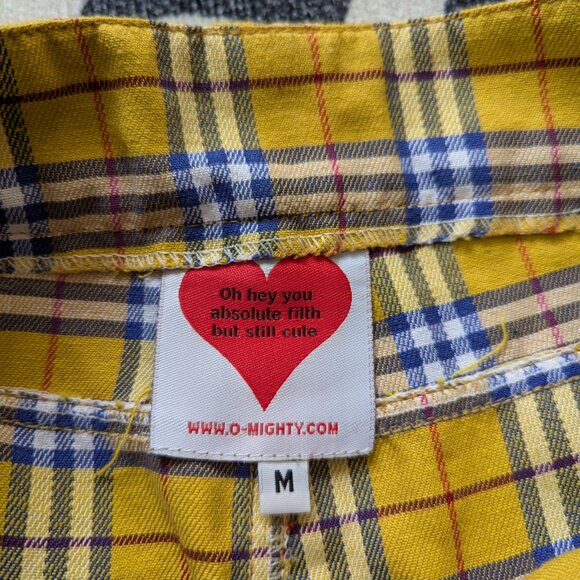 Oh hey you
absolute filth
but still cute
WWW.O-MIGHTY.COM
M